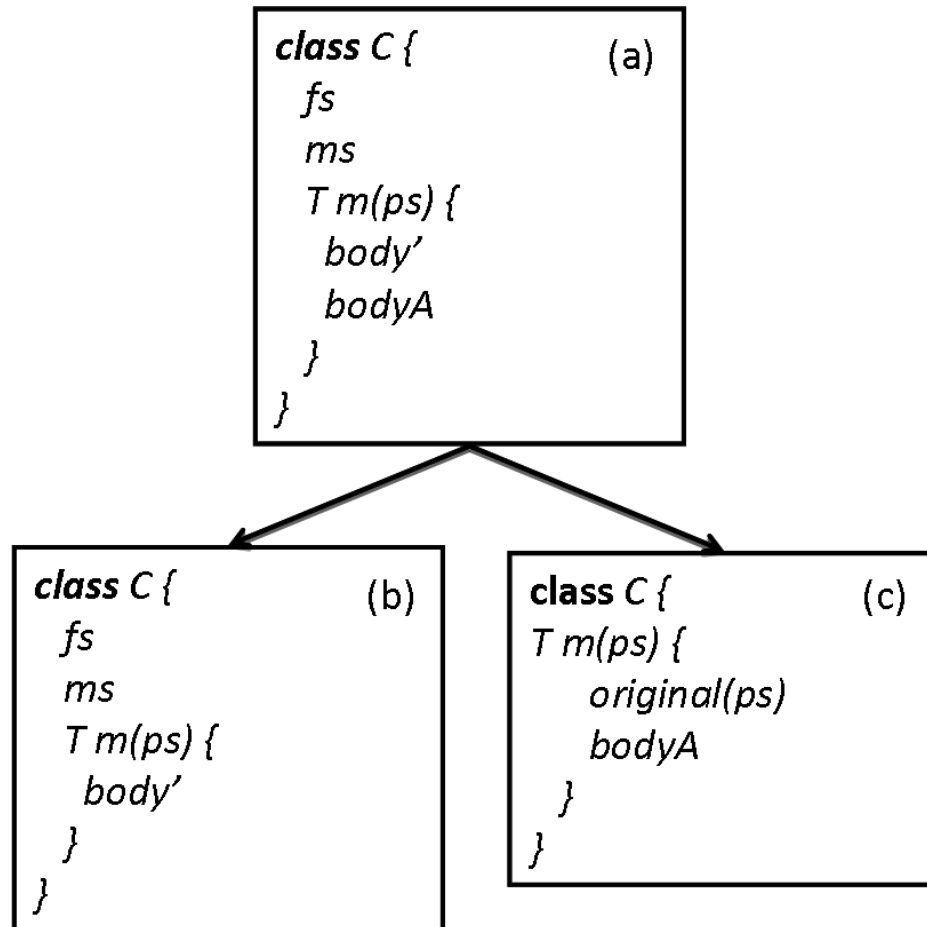 class C { (a)
fs
ms
T m(ps) {
body’
bodyA
}
}
class C { (b)
fs
ms
T m(ps) {
body’
}
}
class C { (c)
T m(ps) {
original(ps)
bodyA
}
}